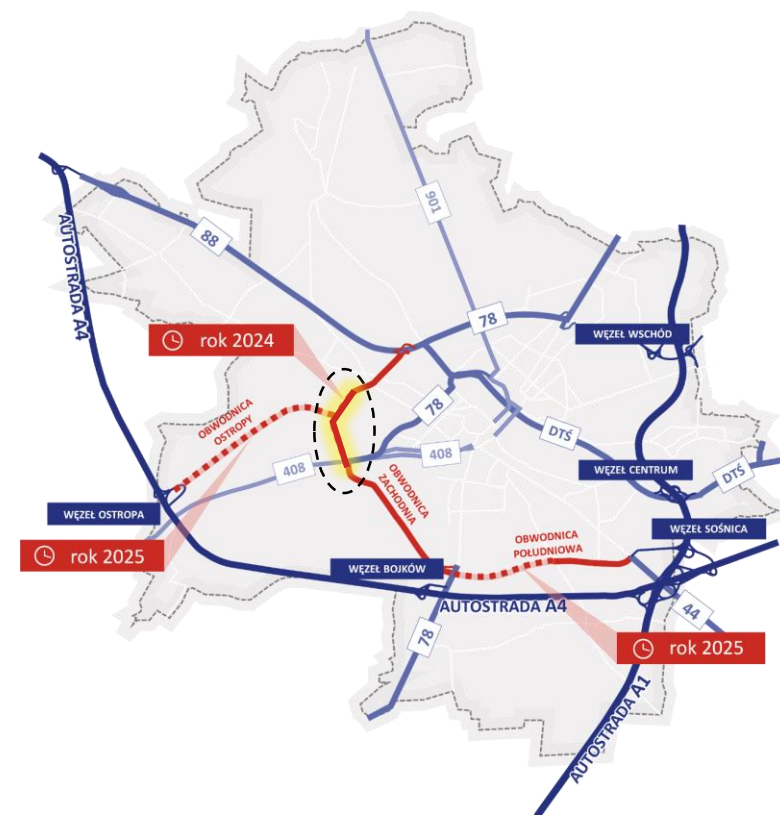 901
AUTOSTRADA A4
88
78
WĘZEŁ WSCHÓD
rok 2024
78
OBWODNICA
OSTROPY
DTŚ
408
408
WĘZEŁ CENTRUM
DTŚ
OBWODNICA
ZACHODNIA
WĘZEŁ OSTROPA
WĘZEŁ SOŚNICA
OBWODNICA
POŁUDNIOWA
rok 2025
WĘZEŁ BOJKÓW
AUTOSTRADA A4
44
78
rok 2025
AUTOSTRADA A1